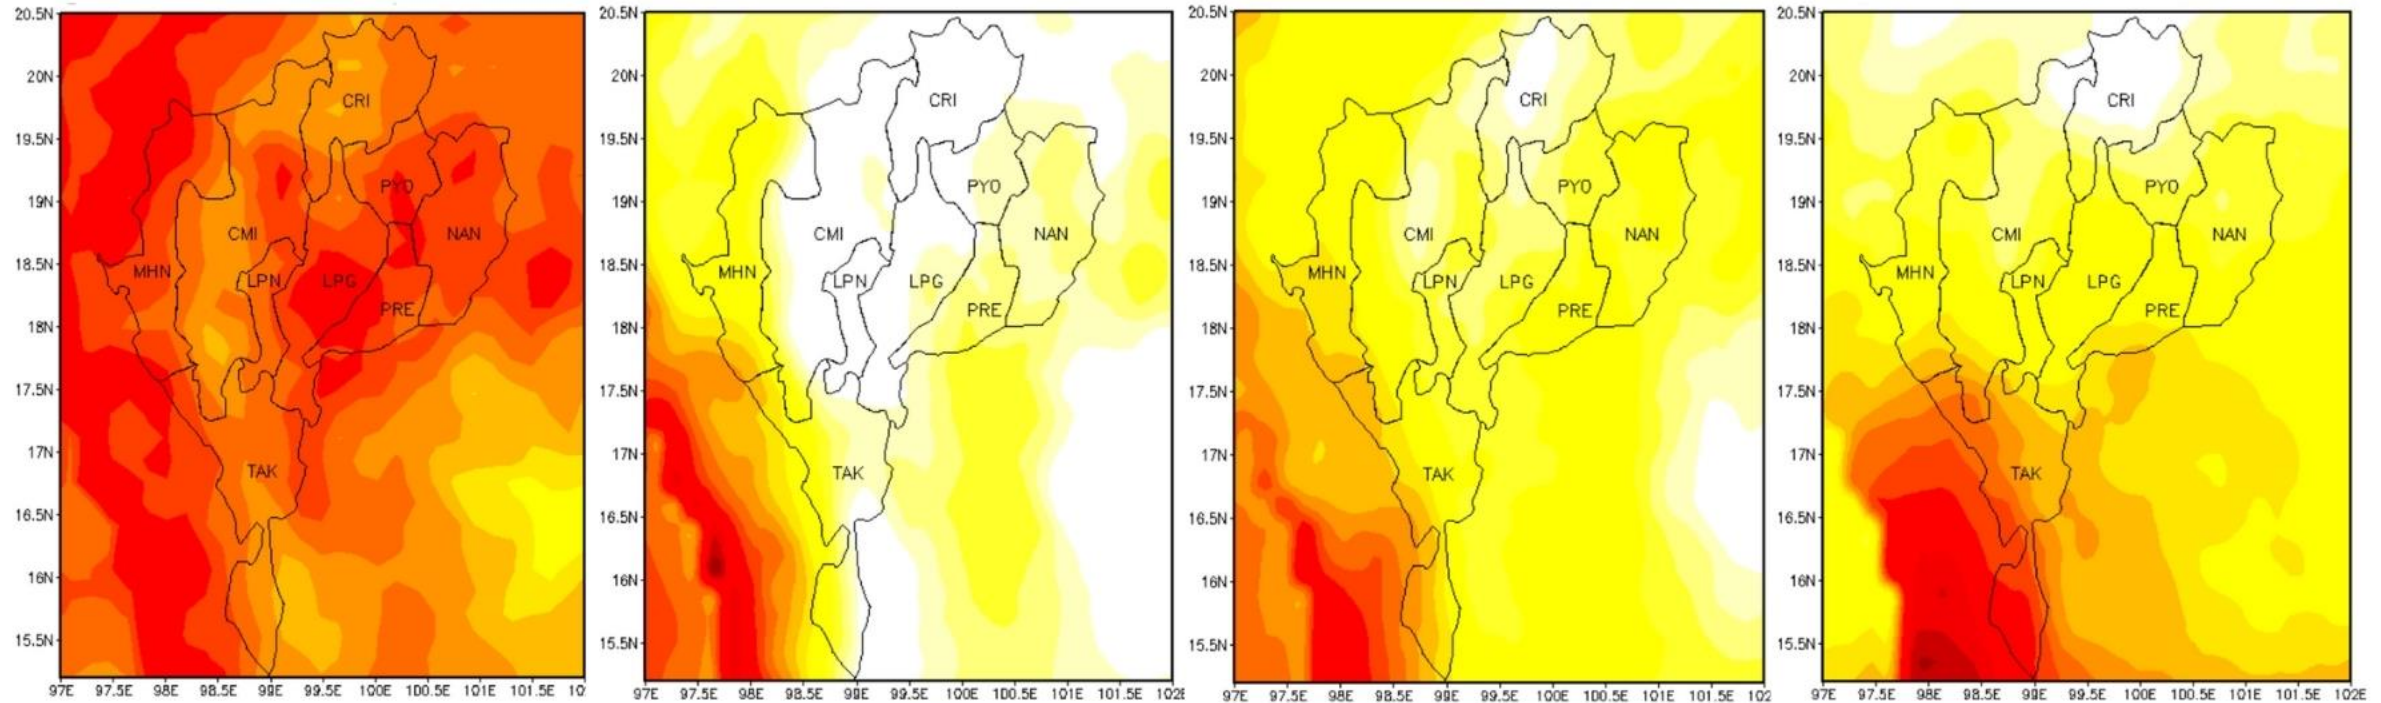 20.5N
20N
19.5N
19N
18.5N
18N
17.5N
17N
16.5N
16N
15.5N
CRI
PYO
CMI
NAN
MHN
LPN
LPG
PRE
TAK
97E 97.5E 98E 98.5E 99E 99.5E 100E 100.5E 101E 101.5E 10
20.5N
20N
19.5N
19N
18.5N
18N
17.5N
17N
16.5N
16N
15.5N
CRI
PYO
CMI
NAN
MHN
LPN
LPG
PRE
TAK
97E 97.5E 98E 98.5E 99E 99.5E 100E 100.5E 101E 101.5E 102E
20.5N
20N
19.5N
19N
18.5N
18N
17.5N
17N
16.5N
16N
15.5N
CRI
PYO
CMI
NAN
MHN
LPN
LPG
PRE
TAK
97E 97.5E 98E 98.5E 99E 99.5E 100E 100.5E 101E 101.5E 102
20.5N
20N
19.5N
19N
18.5N
18N
17.5N
17N
16.5N
16N
15.5N
CRI
PYO
CMI
NAN
MHN
LPN
LPG
PRE
TAK
97E 97.5E 98E 98.5E 99E 99.5E 100E 100.5E 101E 101.5E 102E